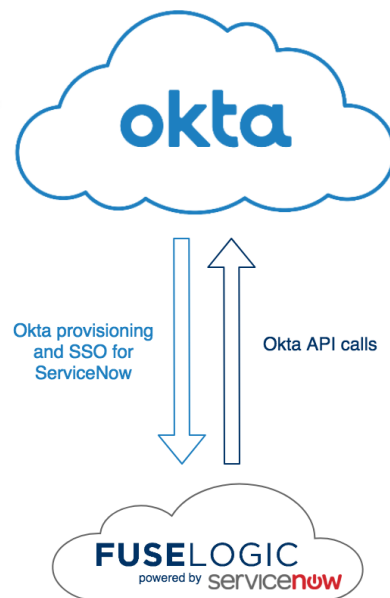 okta
Okta provisioning
and SSO for
ServiceNow
Okta API calls
FUSELOGIC
powered by servicenow